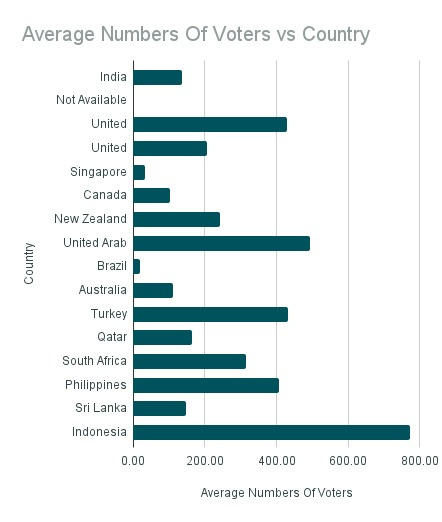 Average Numbers Of Voters vs Country
India
Not Available
United
United
Singapore
Canada
New Zealand
United Arab
Brazil
Australia
Turkey
Qatar
South Africa
Philippines
Sri Lanka
Indonesia
Country
0.00 200.00 400.00 600.00 800.00
Average Numbers Of Voters